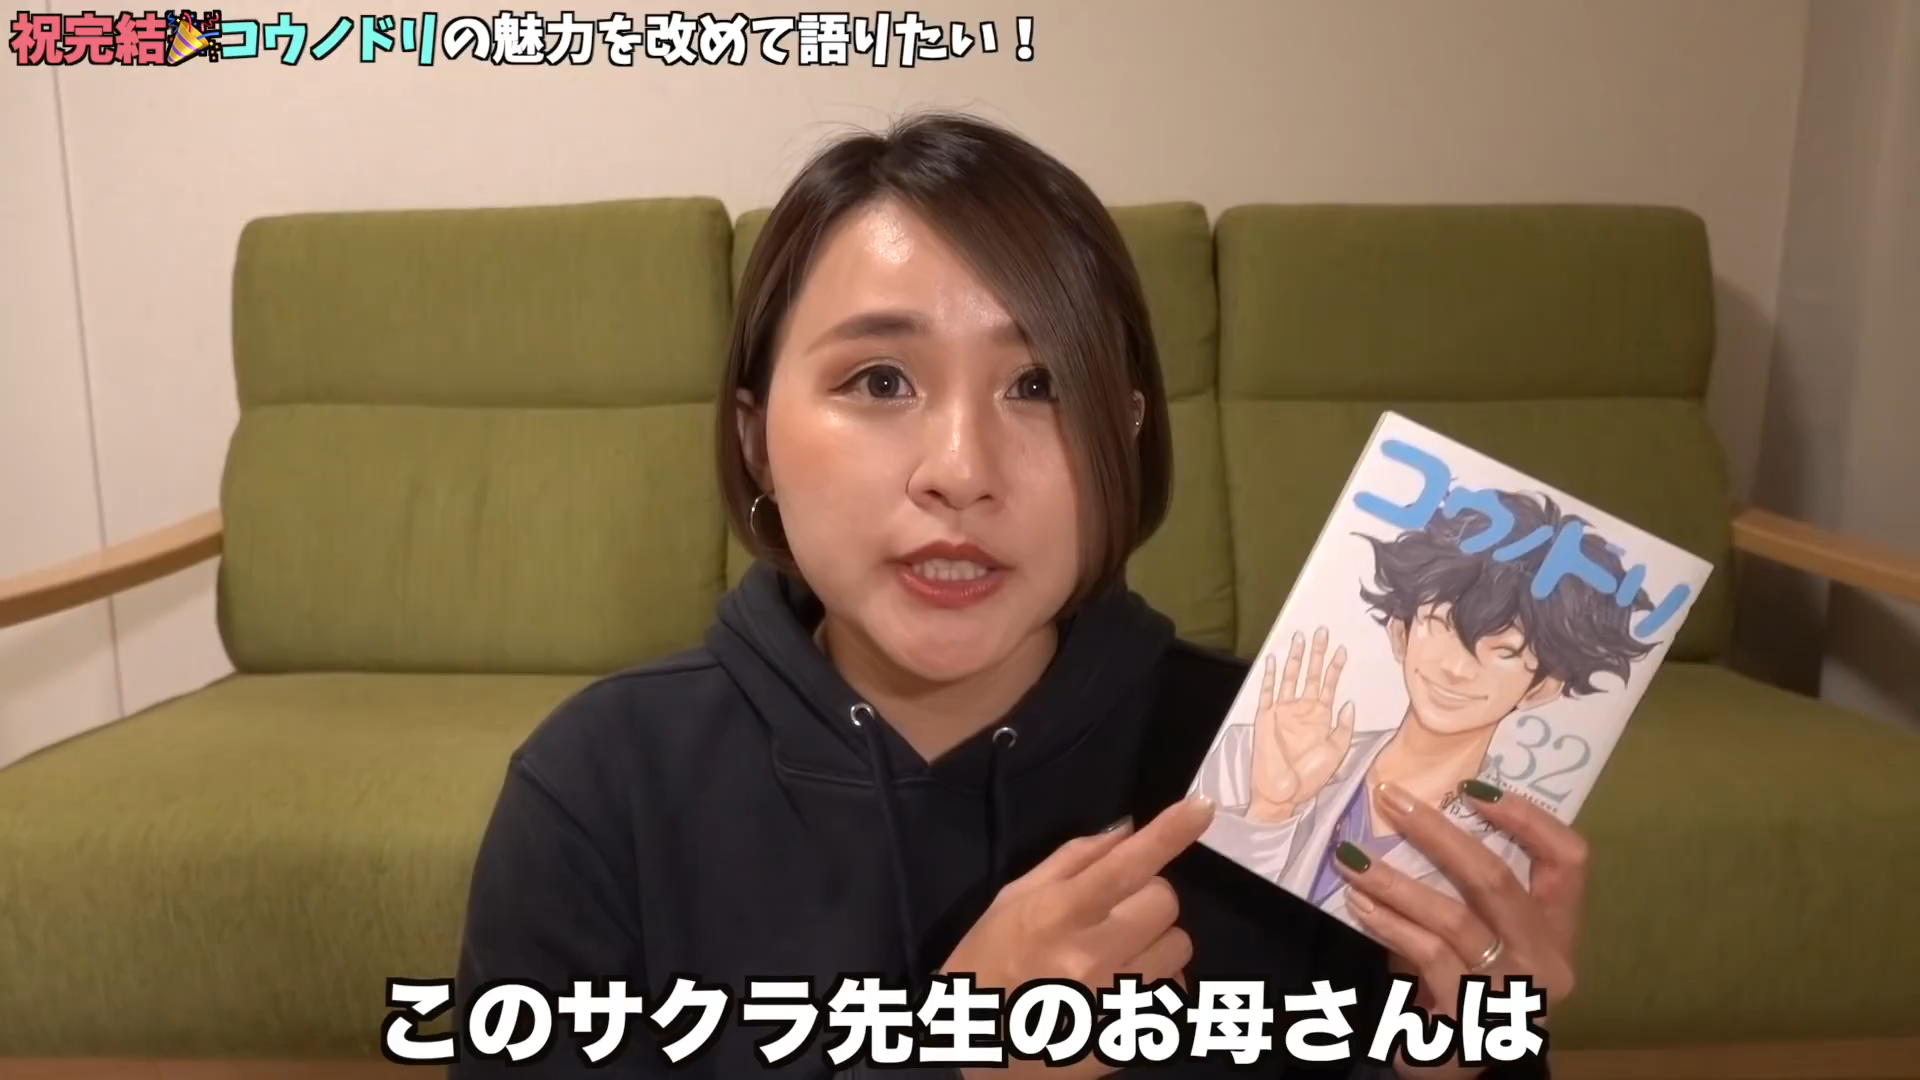 祝完結🎉コウノドリの魅力を改めて語りたい！
コウノドリ
32
このサクラ先生のお母さんは